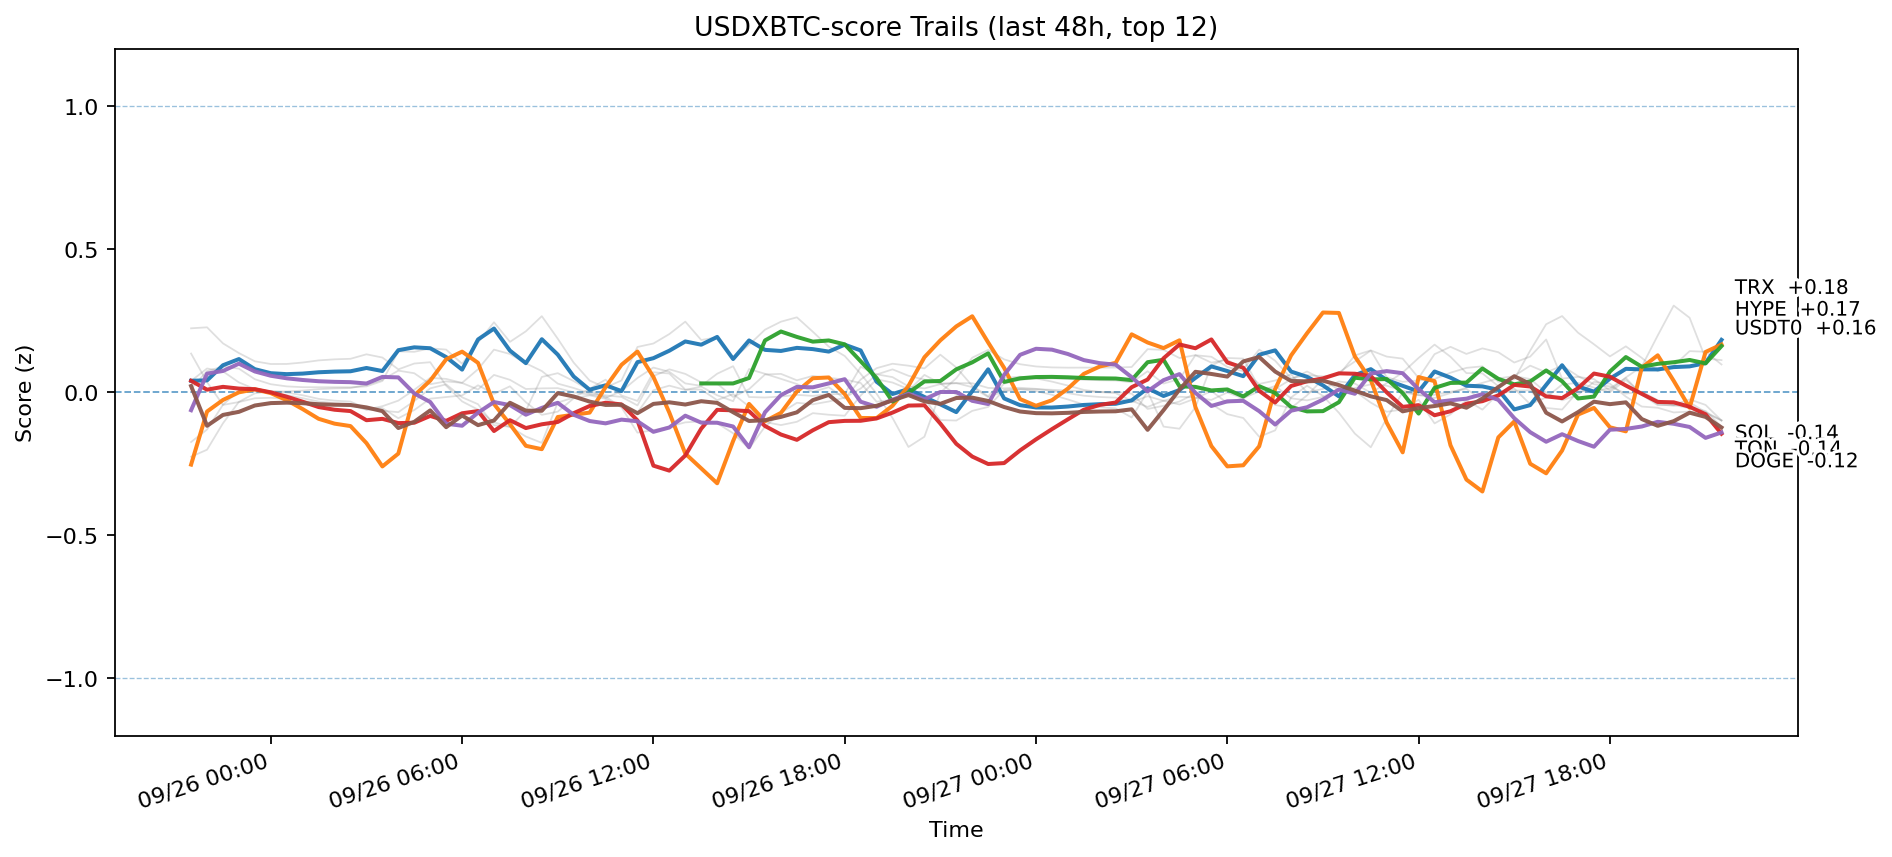 USDXBTC-score Trails (last 48h, top 12)
1.0
0.5
0.0
−0.5
−1.0
Score (z)
TRX +0.18
HYPE +0.17
USDT0 +0.16
SOL -0.14
TON -0.14
DOGE -0.12
09/26 00:00
09/26 06:00
09/26 12:00
09/26 18:00
09/27 00:00
09/27 06:00
09/27 12:00
09/27 18:00
Time